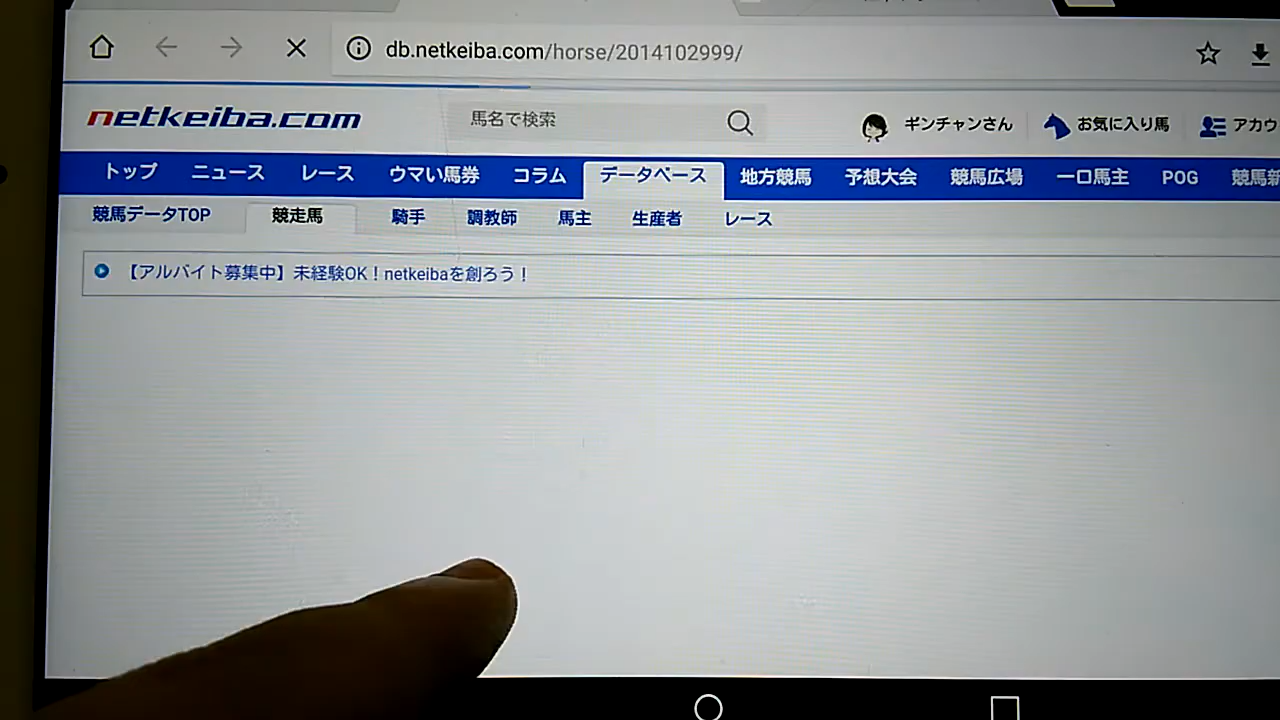 db.netkeiba.com/horse/2014102999/
netkeiba.com
馬名で検索
ギンチャンさん
お気に入り馬
アカウ
トップ ニュース レース ウマい馬券 コラム データベース 地方競馬 予想大会 競馬広場 一口馬主 POG 競馬新
競馬データTOP 競走馬 騎手 調教師 馬主 生産者 レース
【アルバイト募集中】未経験OK！netkeibaを創ろう！